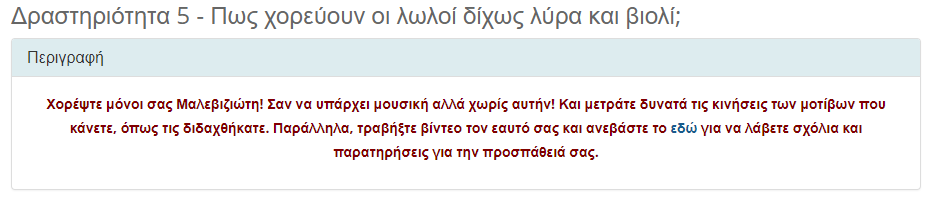 Δραστηριότητα 5 - Πως χορεύουν οι λωλοί δίχως λύρα και βιολί;
Περιγραφή
Χορέψτε μόνοι σας Μαλεβιζιώτη! Σαν να υπάρχει μουσική αλλά χωρίς αυτήν! Και μετράτε δυνατά τις κινήσεις των μοτίβων που
κάνετε, όπως τις διδαχθήκατε. Παράλληλα, τραβήξτε βίντεο τον εαυτό σας και ανεβάστε το εδώ για να λάβετε σχόλια και
παρατηρήσεις για την προσπάθειά σας.